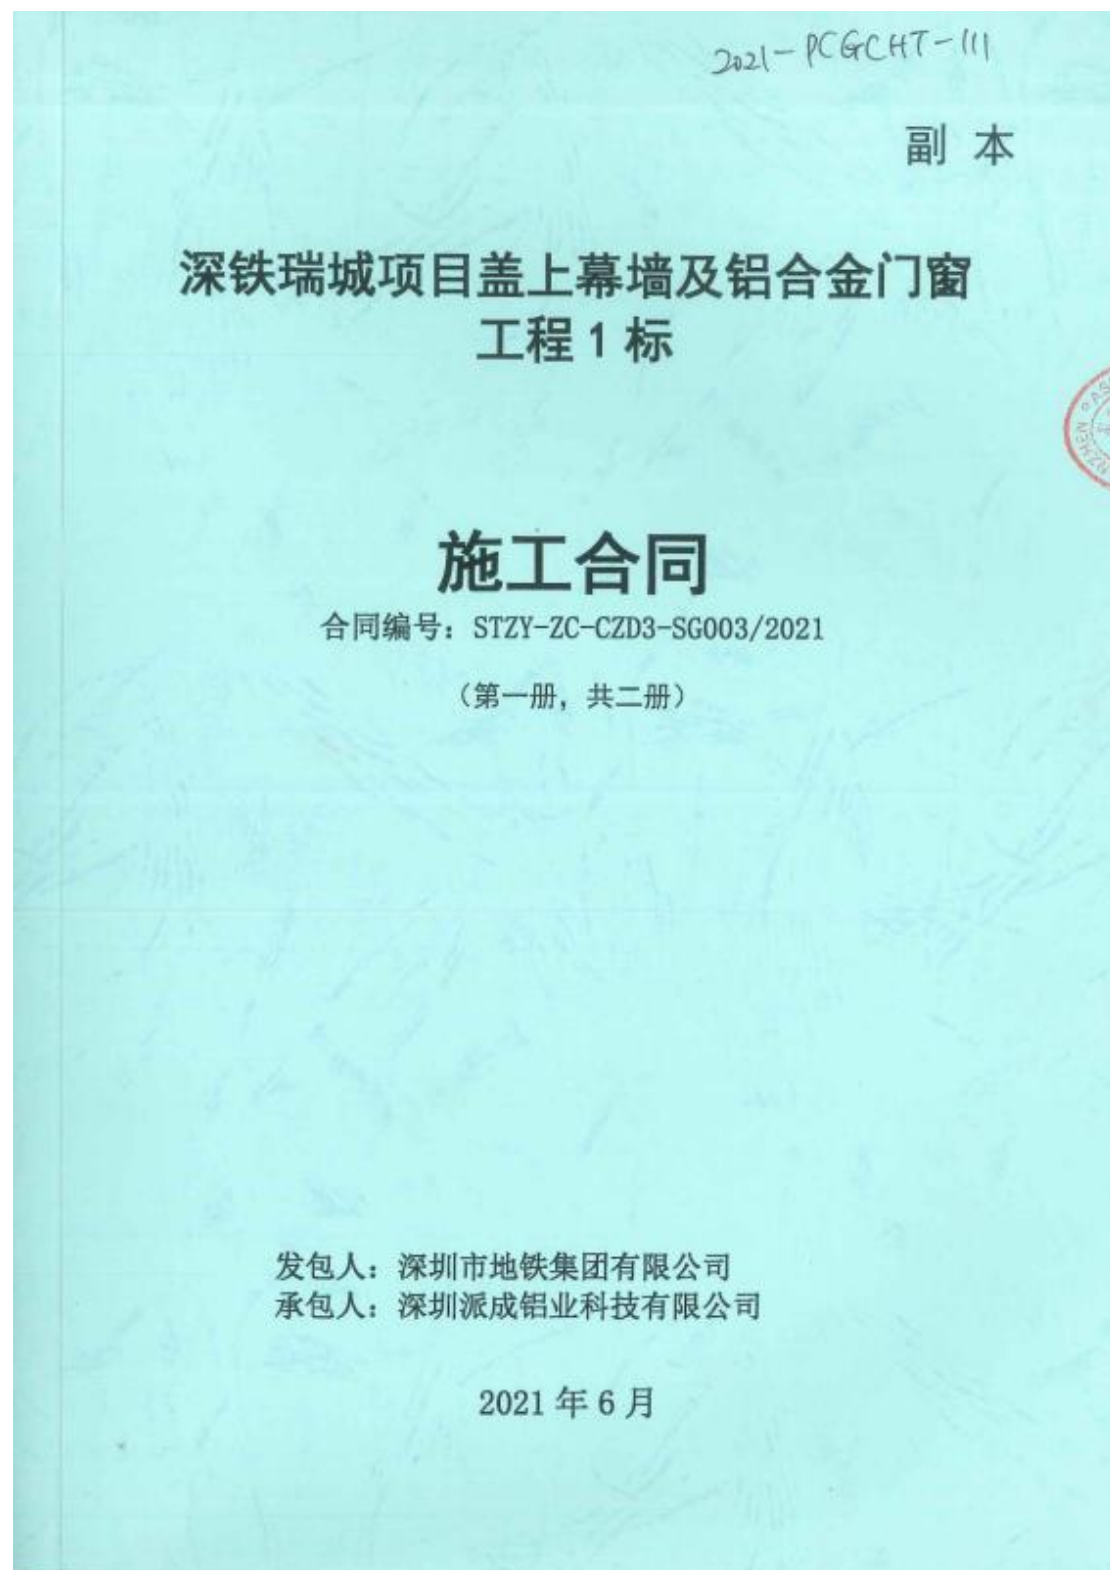 2021-PCGCHT-111
副 本
深铁瑞城项目盖上幕墙及铝合金门窗
工程 1 标
施工合同
合同编号：STZY-ZC-CZD3-SG003/2021
（第一册，共二册）
发包人：深圳市地铁集团有限公司
承包人：深圳派成铝业科技有限公司
2021 年 6 月